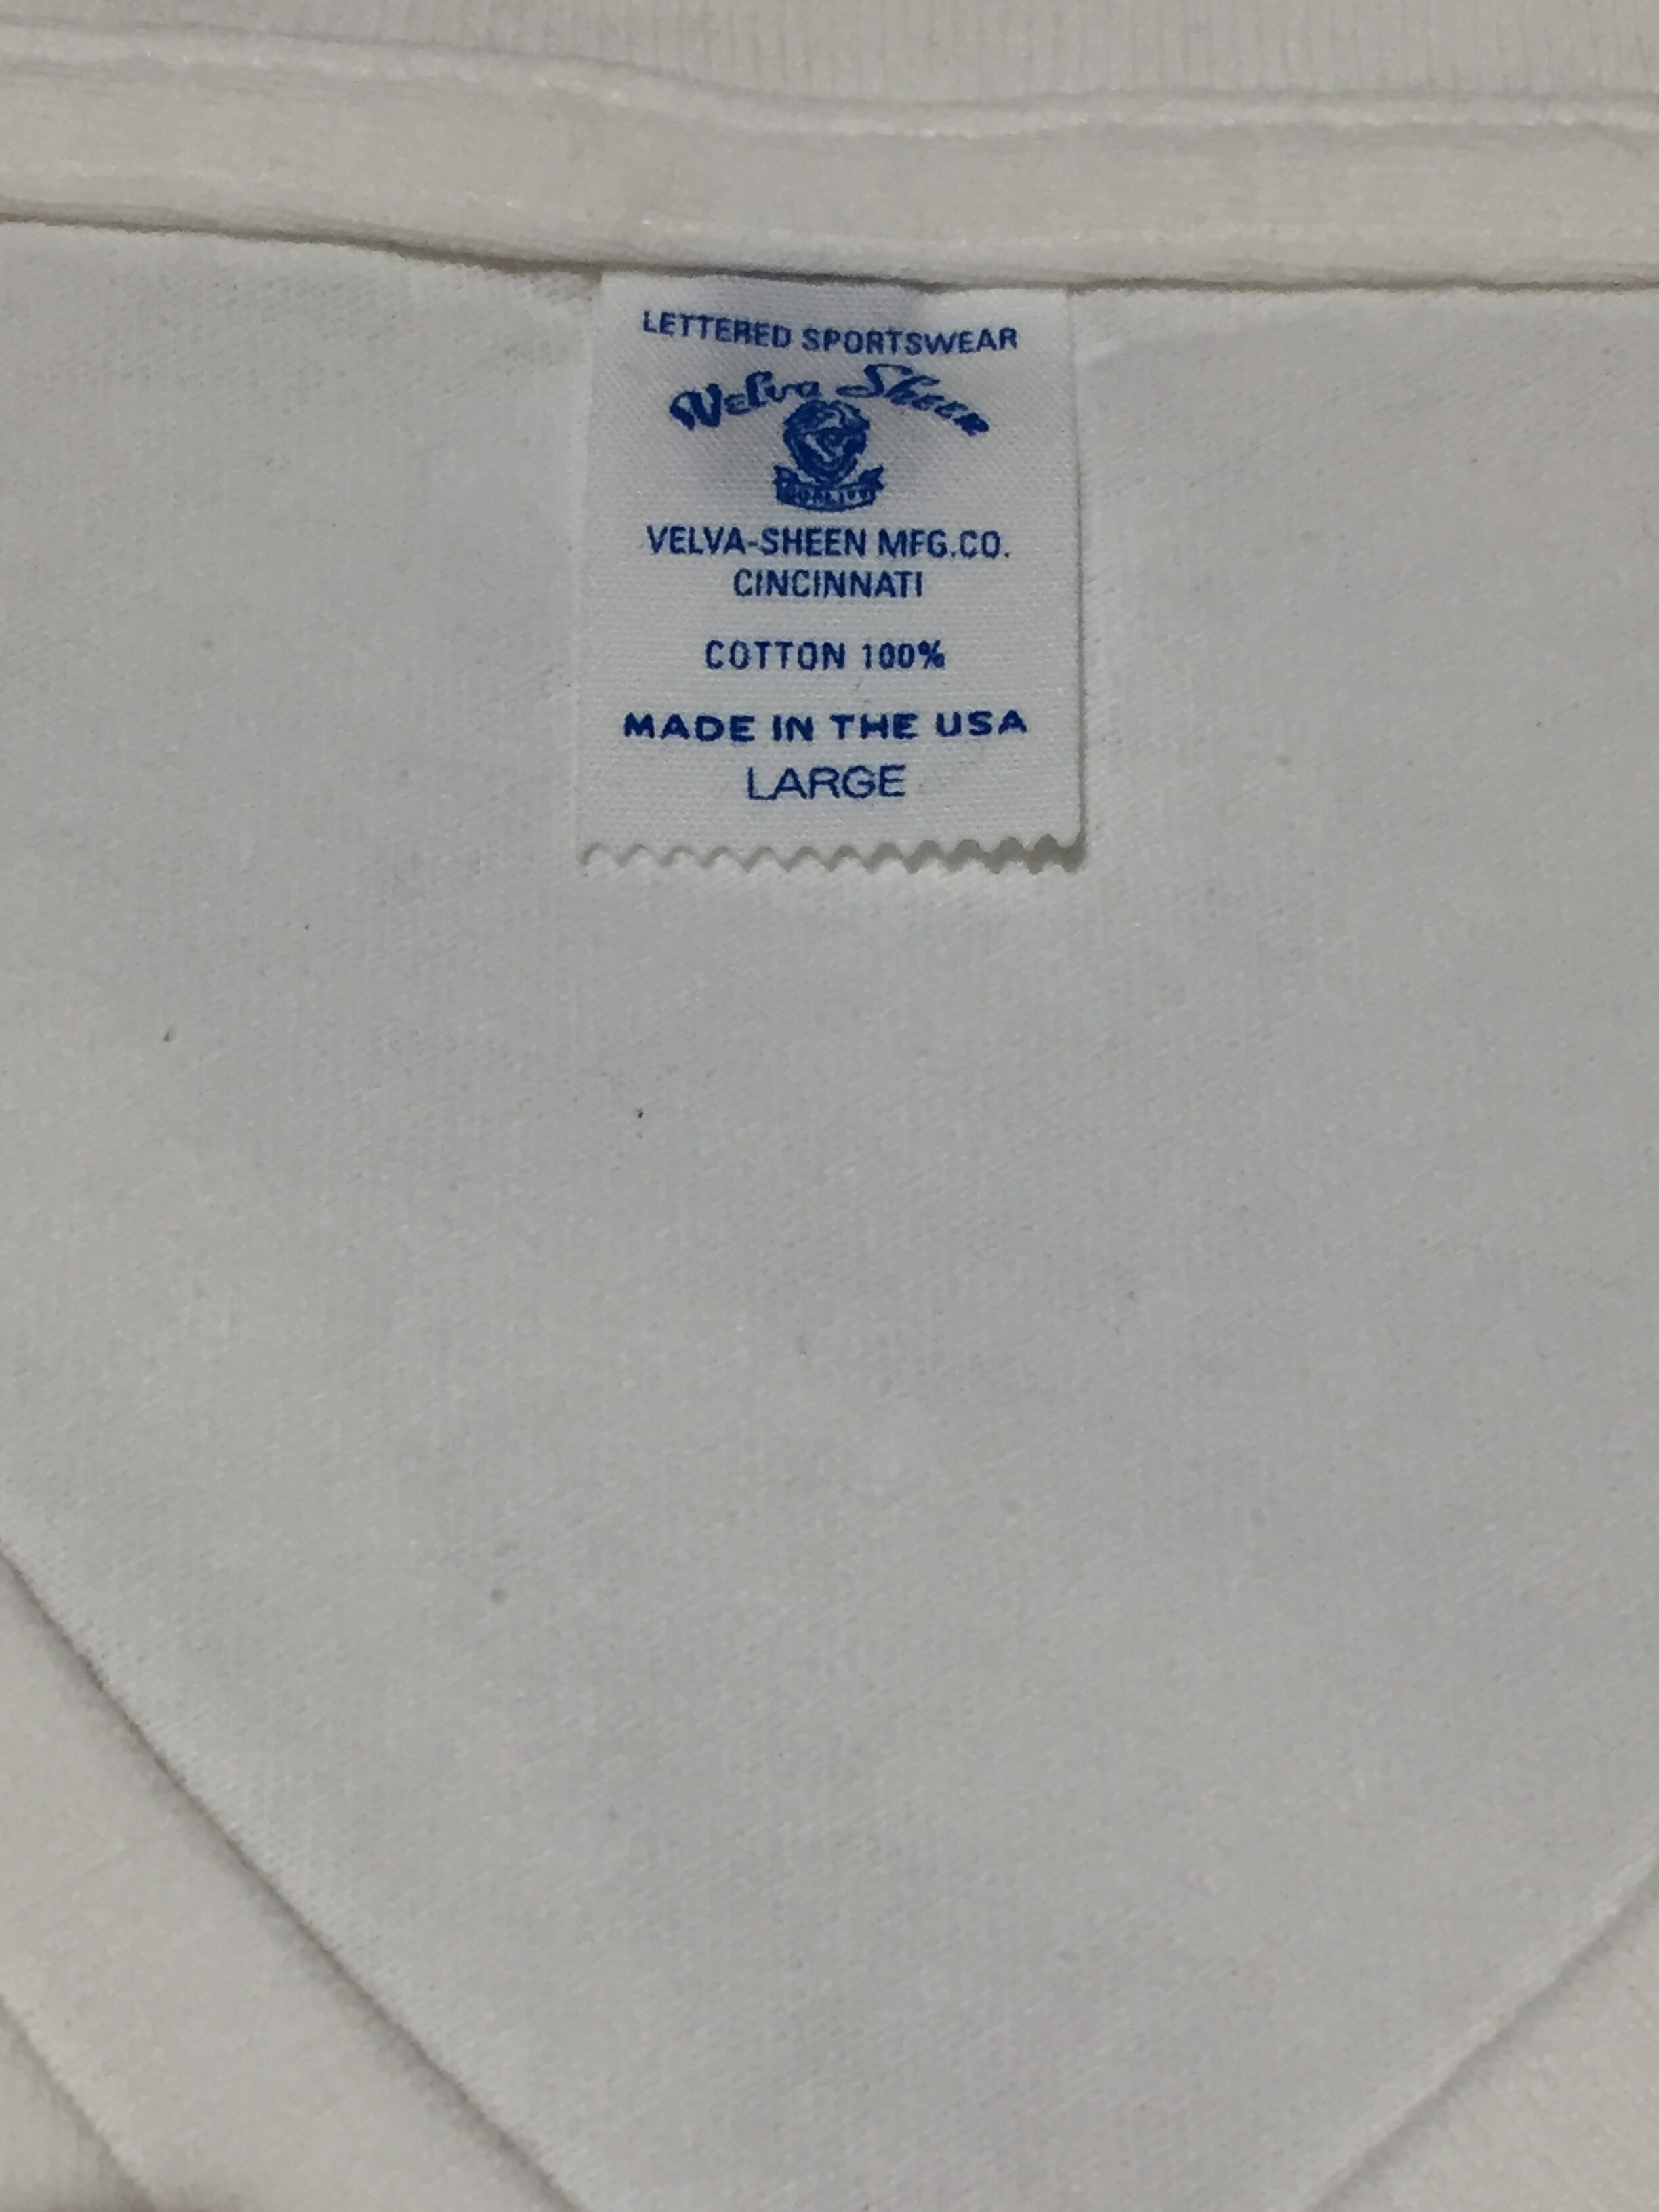 LETTERED SPORTSWEAR
Velva Sheen
VELVA-SHEEN MFG.CO.
CINCINNATI
COTTON 100%
MADE IN THE USA
LARGE